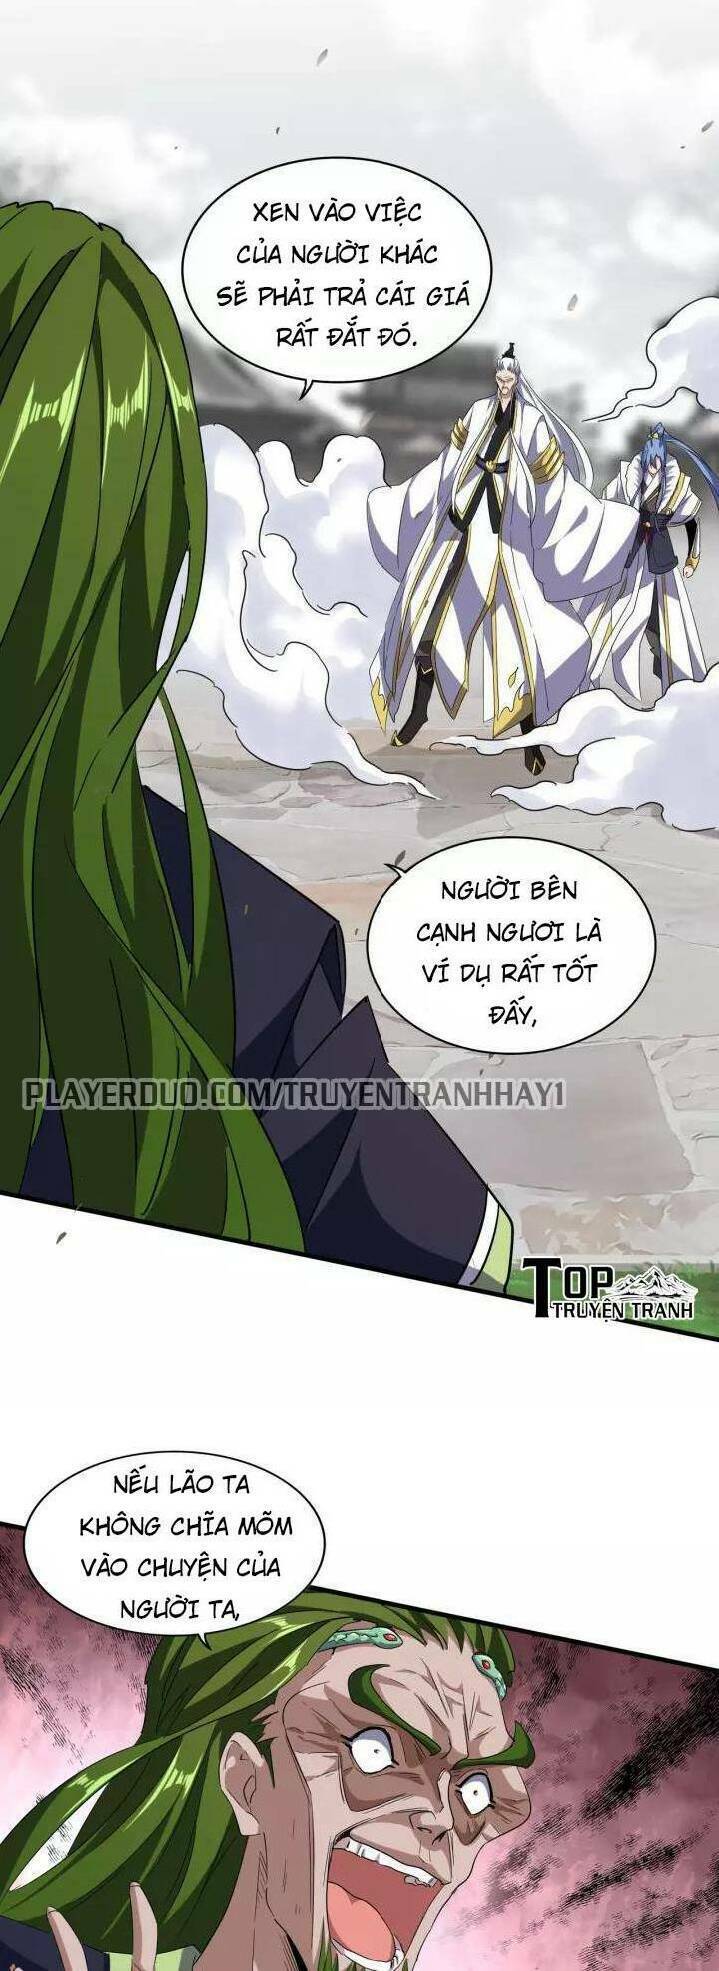 XEN VÀO VIỆC
CỦA NGƯỜI KHÁC
SẼ PHẢI TRẢ CÁI GIÁ
RẤT ĐẮT ĐÓ.
NGƯỜI BÊN
CẠNH NGƯƠI LÀ
VÍ DỤ RẤT TỐT
ĐẤY,
PLAYERDUO.COM/TRUYENTRANHHAY1
TOP
TRUYỆN TRANH
NẾU LÃO TA
KHÔNG CHĨA MÕM
VÀO CHUYỆN CỦA
NGƯỜI TA,